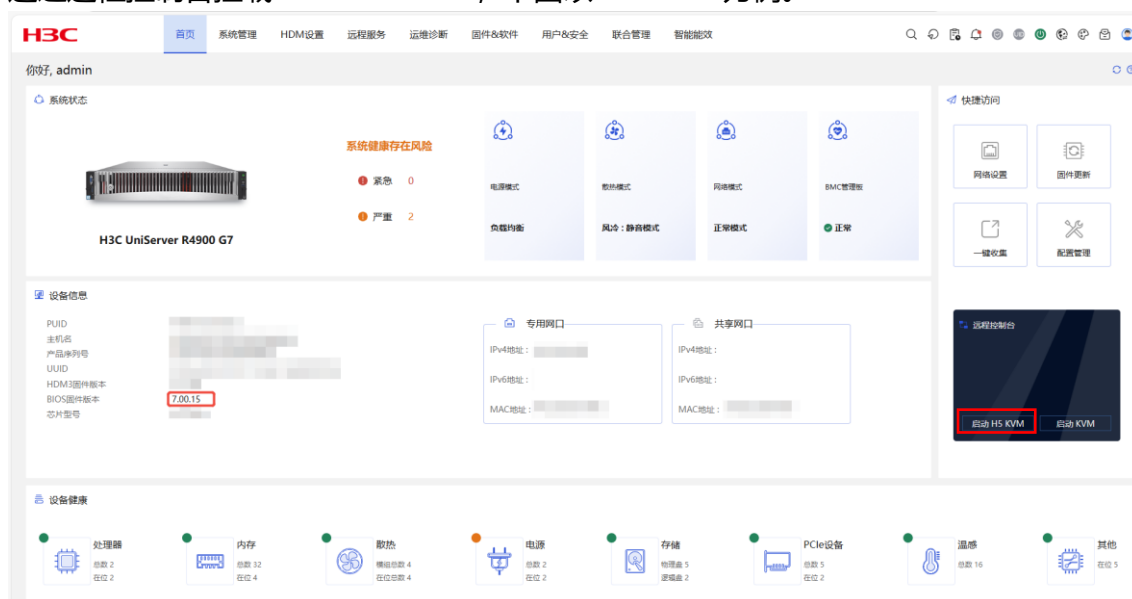 H3C 首页 系统管理 HDM设置 远程服务 运维诊断 固件&软件 用户&安全 联合管理 智能能效
你好, admin
系统状态
系统健康存在风险
紧急 0
严重 2
H3C UniServer R4900 G7
电源模式
负载均衡
散热模式
风冷：静音模式
网络模式
正常模式
BMC管理板
正常
快捷访问
网络设置
固件更新
一键收集
配置管理
设备信息
PUID
主机名
产品序列号
UUID
HDM3固件版本
BIOS固件版本 7.00.15
芯片型号
专用网口
IPv4地址：
IPv6地址：
MAC地址：
共享网口
IPv4地址：
IPv6地址：
MAC地址：
远程控制台
启动 H5 KVM 启动 KVM
设备健康
处理器
总数 2
在位 2
内存
总数 32
在位 4
散热
模组总数 4
在位总数 4
电源
总数 2
在位 2
存储
物理盘 5
逻辑盘 2
PCIe设备
总数 5
在位 2
温感
总数 16
其他
在位 5